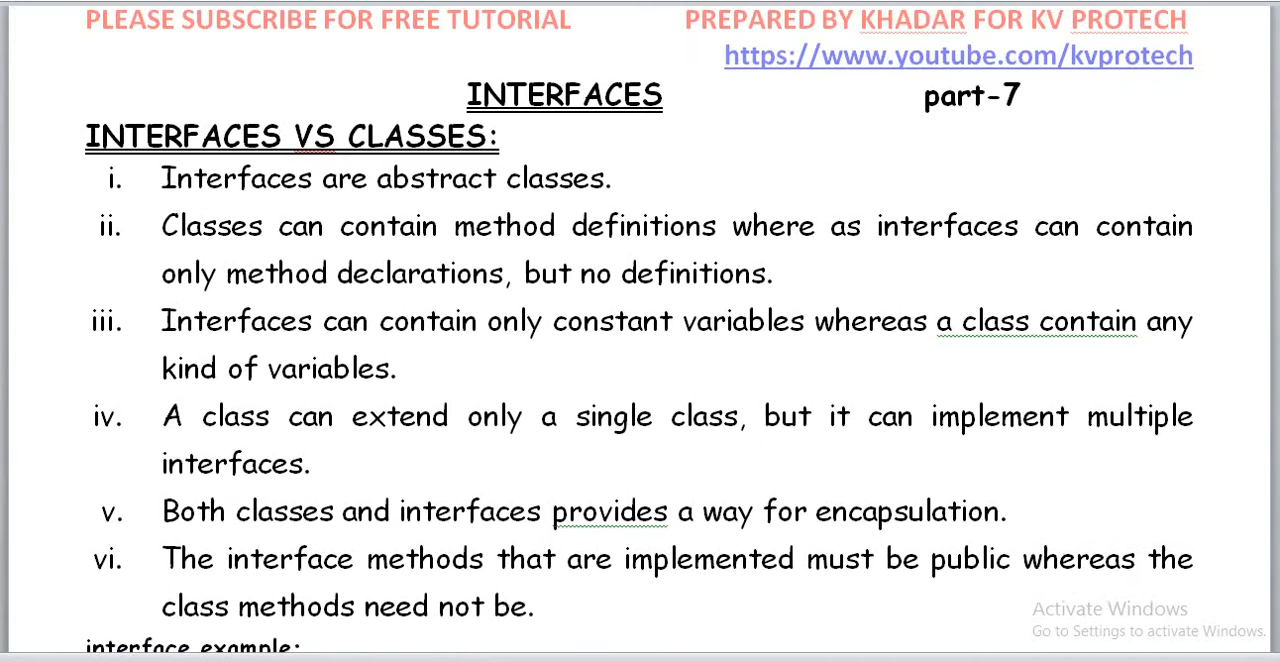 PLEASE SUBSCRIBE FOR FREE TUTORIAL PREPARED BY KHADAR FOR KV PROTECH
https://www.youtube.com/kvprotech
INTERFACES part-7
INTERFACES VS CLASSES:
i. Interfaces are abstract classes.
ii. Classes can contain method definitions where as interfaces can contain
only method declarations, but no definitions.
iii. Interfaces can contain only constant variables whereas a class contain any
kind of variables.
iv. A class can extend only a single class, but it can implement multiple
interfaces.
v. Both classes and interfaces provides a way for encapsulation.
vi. The interface methods that are implemented must be public whereas the
class methods need not be.
Activate Windows
Go to Settings to activate Windows.
interface example: